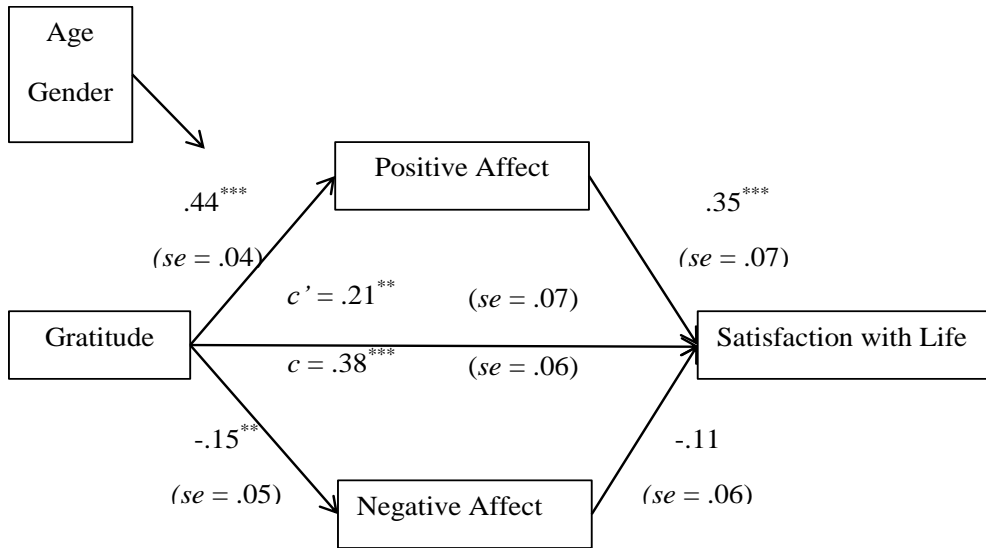 Age
Gender
Positive Affect
.44***
(se = .04)
.35***
(se = .07)
c’ = .21** (se = .07)
Gratitude
Satisfaction with Life
c = .38*** (se = .06)
-.15**
(se = .05)
-.11
(se = .06)
Negative Affect